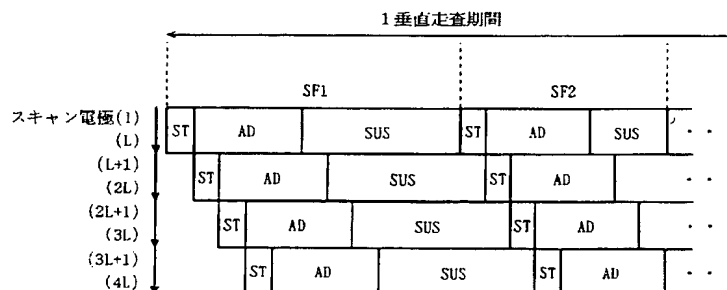 1 垂直走査期間
SF1 SF2
スキャン電極(1)
(L)
ST AD SUS ST AD SUS ・・
(L+1)
(2L)
ST AD SUS ST AD ・・
(2L+1)
(3L)
ST AD SUS ST AD ・・
(3L+1)
(4L)
ST AD SUS ST AD ・・